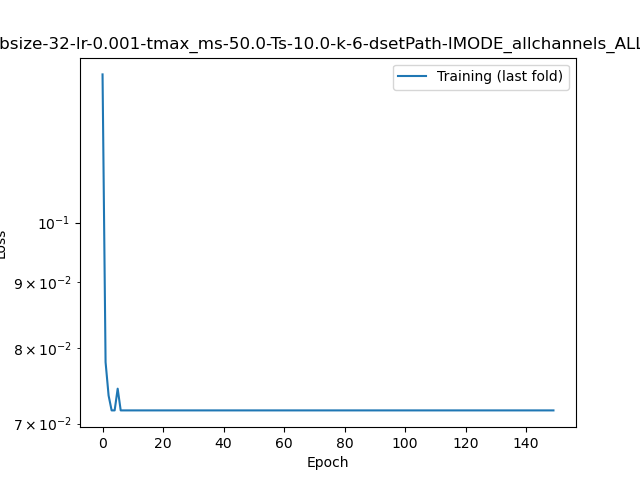 bsize-32-lr-0.001-tmax_ms-50.0-Ts-10.0-k-6-dsetPath-IMODE_allchannels_ALL
Training (last fold)
Loss
10⁻¹
9 × 10⁻²
8 × 10⁻²
7 × 10⁻²
0 20 40 60 80 100 120 140
Epoch